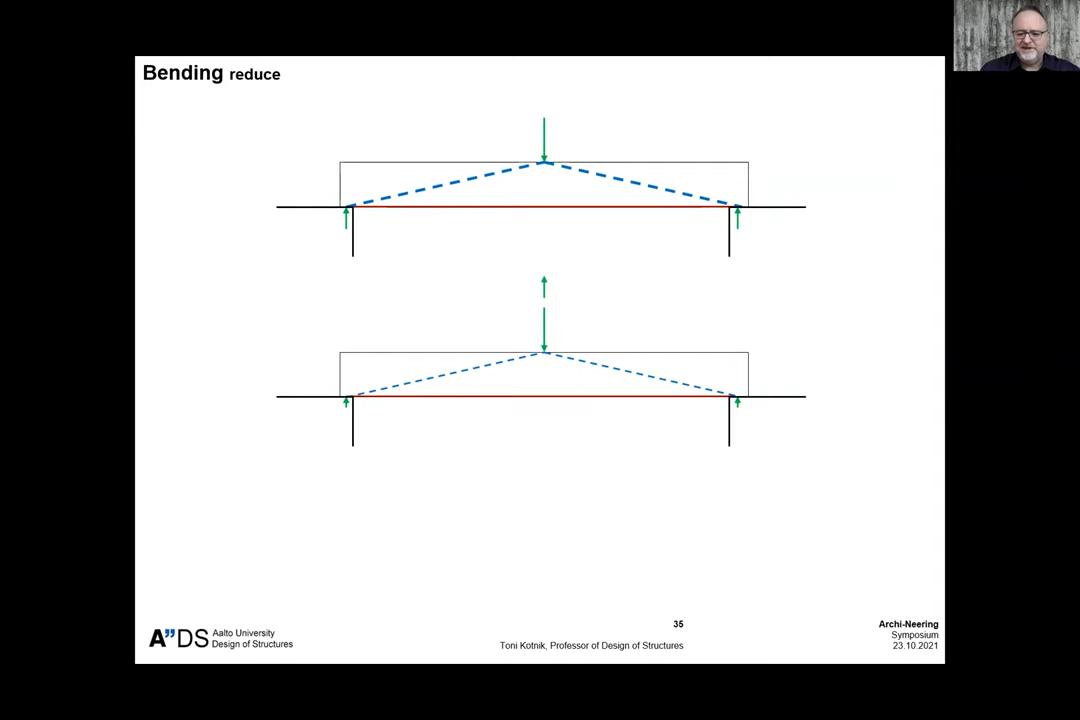 Bending reduce
A"DS Aalto University
Design of Structures
35
Toni Kotnik, Professor of Design of Structures
Archi-Neering
Symposium
23.10.2021